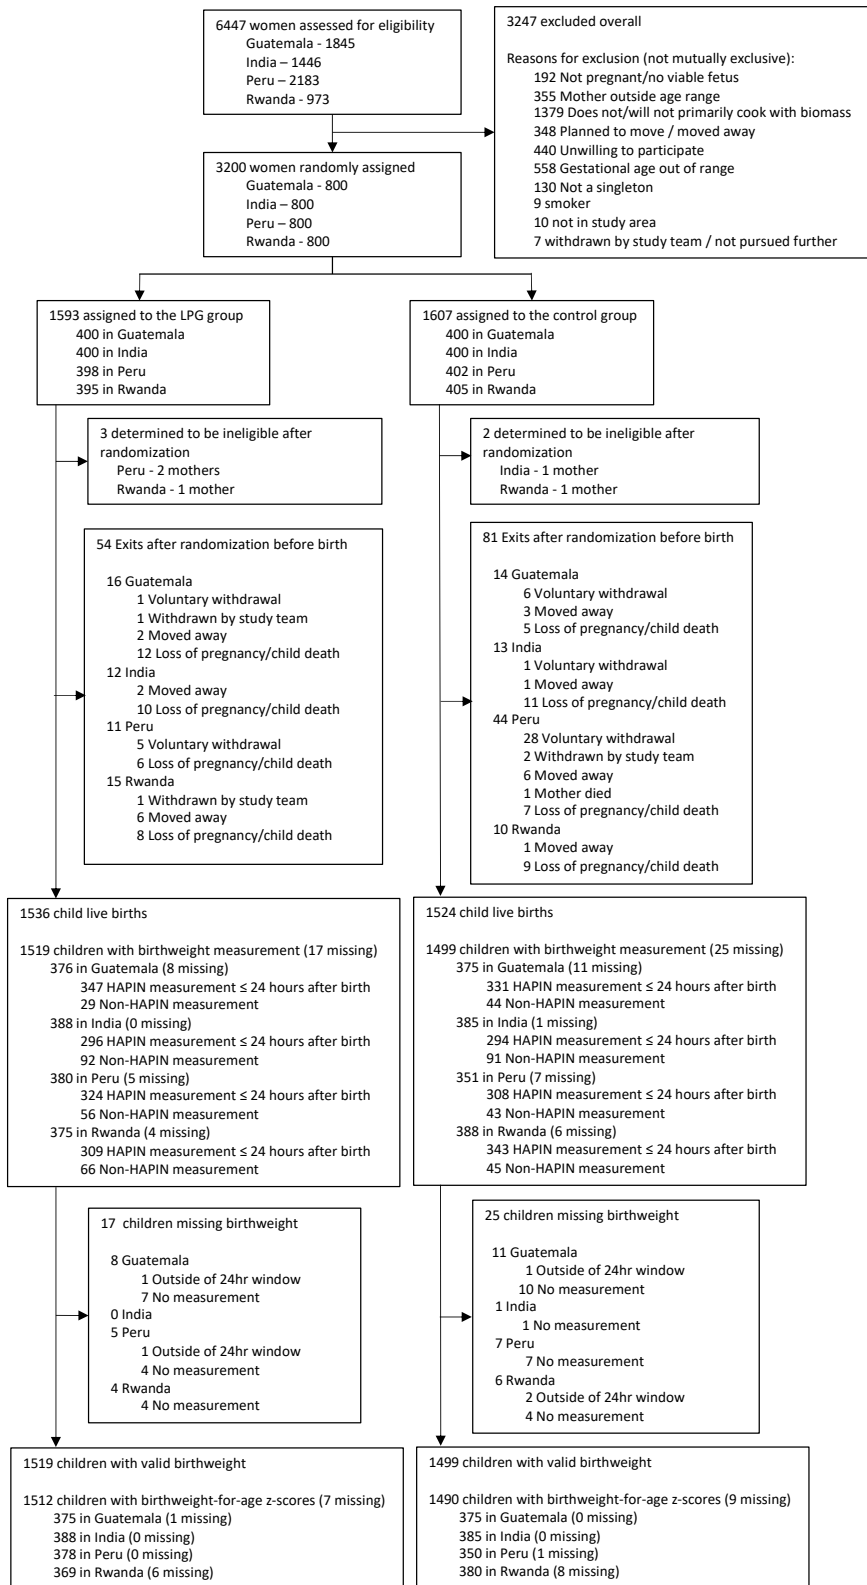 6447 women assessed for eligibility
Guatemala - 1845
India – 1446
Peru – 2183
Rwanda - 973
3247 excluded overall
Reasons for exclusion (not mutually exclusive):
192 Not pregnant/no viable fetus
355 Mother outside age range
1379 Does not/will not primarily cook with biomass
348 Planned to move / moved away
440 Unwilling to participate
558 Gestational age out of range
130 Not a singleton
9 smoker
10 not in study area
7 withdrawn by study team / not pursued further
3200 women randomly assigned
Guatemala - 800
India – 800
Peru – 800
Rwanda - 800
1593 assigned to the LPG group
400 in Guatemala
400 in India
398 in Peru
395 in Rwanda
1607 assigned to the control group
400 in Guatemala
400 in India
402 in Peru
405 in Rwanda
3 determined to be ineligible after
randomization
Peru - 2 mothers
Rwanda - 1 mother
2 determined to be ineligible after
randomization
India - 1 mother
Rwanda - 1 mother
54 Exits after randomization before birth
16 Guatemala
1 Voluntary withdrawal
1 Withdrawn by study team
2 Moved away
12 Loss of pregnancy/child death
12 India
2 Moved away
10 Loss of pregnancy/child death
11 Peru
5 Voluntary withdrawal
6 Loss of pregnancy/child death
15 Rwanda
1 Withdrawn by study team
6 Moved away
8 Loss of pregnancy/child death
81 Exits after randomization before birth
14 Guatemala
6 Voluntary withdrawal
3 Moved away
5 Loss of pregnancy/child death
13 India
1 Voluntary withdrawal
1 Moved away
11 Loss of pregnancy/child death
44 Peru
28 Voluntary withdrawal
2 Withdrawn by study team
6 Moved away
1 Mother died
7 Loss of pregnancy/child death
10 Rwanda
1 Moved away
9 Loss of pregnancy/child death
1536 child live births
1519 children with birthweight measurement (17 missing)
376 in Guatemala (8 missing)
347 HAPIN measurement ≤ 24 hours after birth
29 Non-HAPIN measurement
388 in India (0 missing)
296 HAPIN measurement ≤ 24 hours after birth
92 Non-HAPIN measurement
380 in Peru (5 missing)
324 HAPIN measurement ≤ 24 hours after birth
56 Non-HAPIN measurement
375 in Rwanda (4 missing)
309 HAPIN measurement ≤ 24 hours after birth
66 Non-HAPIN measurement
1524 child live births
1499 children with birthweight measurement (25 missing)
375 in Guatemala (11 missing)
331 HAPIN measurement ≤ 24 hours after birth
44 Non-HAPIN measurement
385 in India (1 missing)
294 HAPIN measurement ≤ 24 hours after birth
91 Non-HAPIN measurement
351 in Peru (7 missing)
308 HAPIN measurement ≤ 24 hours after birth
43 Non-HAPIN measurement
388 in Rwanda (6 missing)
343 HAPIN measurement ≤ 24 hours after birth
45 Non-HAPIN measurement
17 children missing birthweight
8 Guatemala
1 Outside of 24hr window
7 No measurement
0 India
5 Peru
1 Outside of 24hr window
4 No measurement
4 Rwanda
4 No measurement
25 children missing birthweight
11 Guatemala
1 Outside of 24hr window
10 No measurement
1 India
1 No measurement
7 Peru
7 No measurement
6 Rwanda
2 Outside of 24hr window
4 No measurement
1519 children with valid birthweight
1512 children with birthweight-for-age z-scores (7 missing)
375 in Guatemala (1 missing)
388 in India (0 missing)
378 in Peru (0 missing)
369 in Rwanda (6 missing)
1499 children with valid birthweight
1490 children with birthweight-for-age z-scores (9 missing)
375 in Guatemala (0 missing)
385 in India (0 missing)
350 in Peru (1 missing)
380 in Rwanda (8 missing)